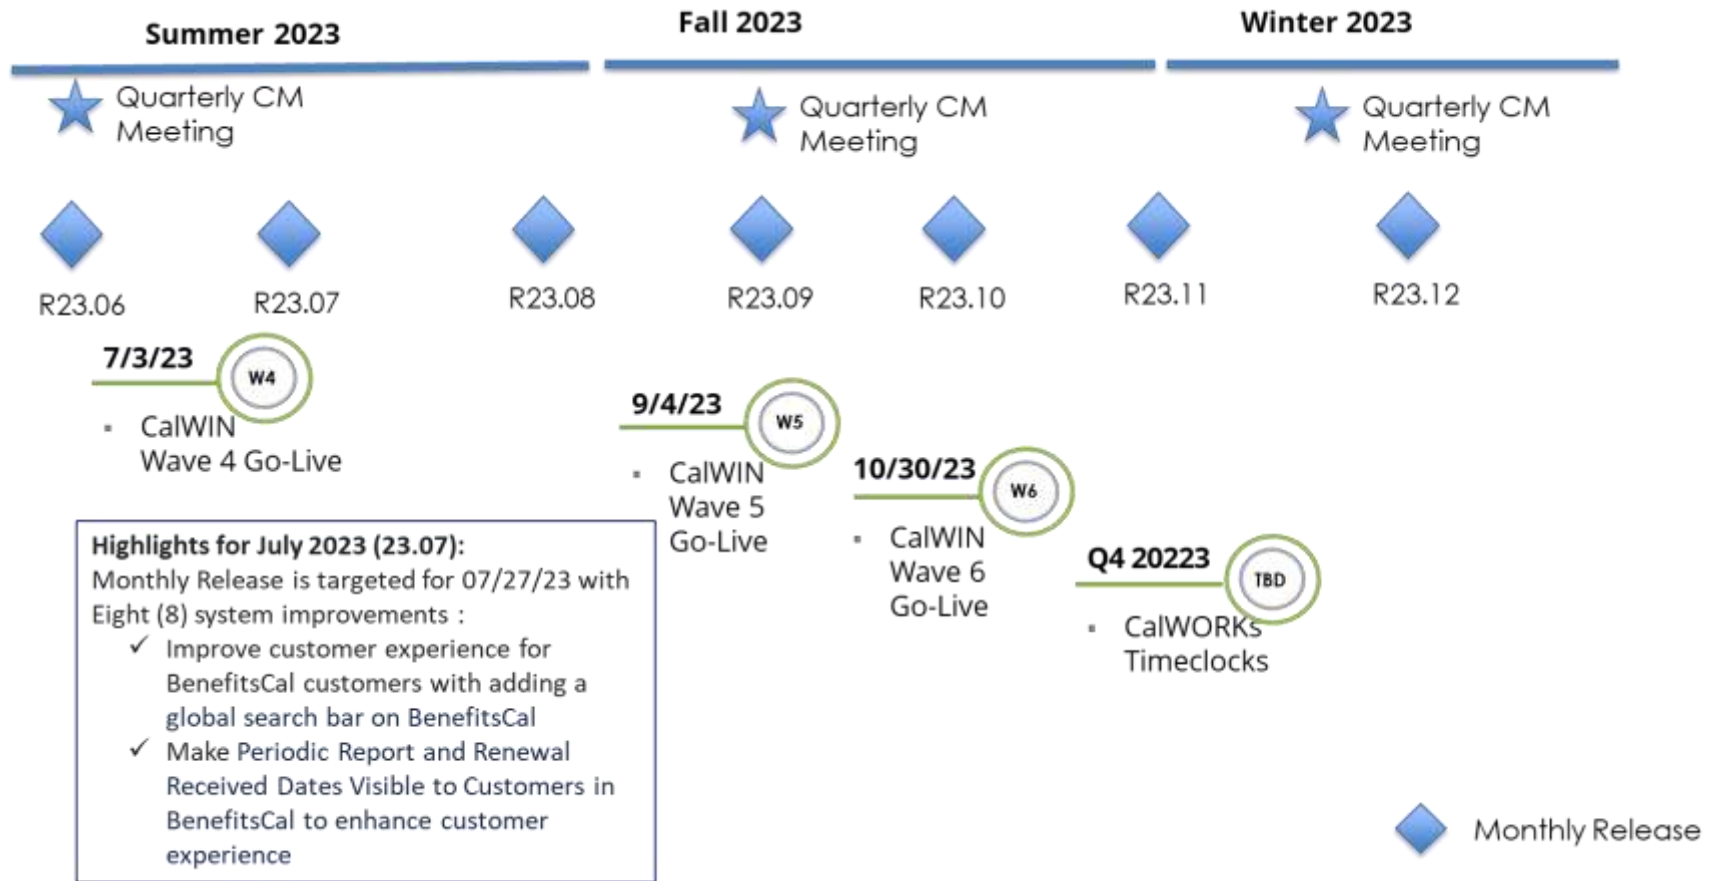 Summer 2023
Fall 2023
Winter 2023
Quarterly CM
Meeting
Quarterly CM
Meeting
Quarterly CM
Meeting
R23.06
R23.07
R23.08
R23.09
R23.10
R23.11
R23.12
7/3/23
W4
▪ CalWIN
Wave 4 Go-Live
9/4/23
W5
▪ CalWIN
Wave 5
Go-Live
10/30/23
W6
▪ CalWIN
Wave 6
Go-Live
Q4 20223
TBD
▪ CalWORKs
Timeclocks
Highlights for July 2023 (23.07):
Monthly Release is targeted for 07/27/23 with
Eight (8) system improvements :
✓ Improve customer experience for
BenefitsCal customers with adding a
global search bar on BenefitsCal
✓ Make Periodic Report and Renewal
Received Dates Visible to Customers in
BenefitsCal to enhance customer
experience
Monthly Release